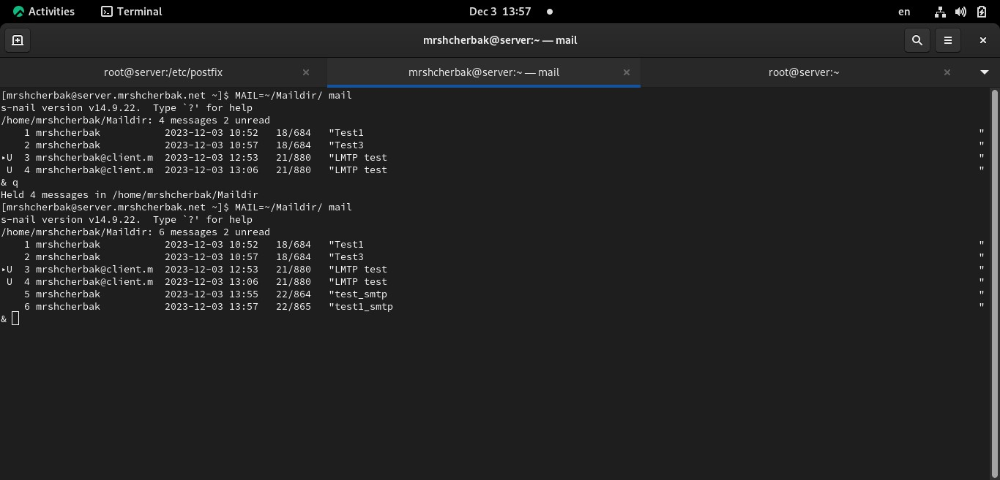 Activities Terminal Dec 3 13:57 en
mrshcherbak@server:~ — mail
root@server:/etc/postfix mrshcherbak@server:~ — mail root@server:~
[mrshcherbak@server.mrshcherbak.net ~]$ MAIL=~/Maildir/ mail
s-nail version v14.9.22.  Type `?' for help
/home/mrshcherbak/Maildir: 4 messages 2 unread
    1 mrshcherbak           2023-12-03 10:52   18/684   "Test1                                                                                                         "
    2 mrshcherbak           2023-12-03 10:57   18/684   "Test3                                                                                                         "
▸U  3 mrshcherbak@client.m  2023-12-03 12:53   21/880   "LMTP test                                                                                                     "
 U  4 mrshcherbak@client.m  2023-12-03 13:06   21/880   "LMTP test                                                                                                     "
& q
Held 4 messages in /home/mrshcherbak/Maildir
[mrshcherbak@server.mrshcherbak.net ~]$ MAIL=~/Maildir/ mail
s-nail version v14.9.22.  Type `?' for help
/home/mrshcherbak/Maildir: 6 messages 2 unread
    1 mrshcherbak           2023-12-03 10:52   18/684   "Test1                                                                                                         "
    2 mrshcherbak           2023-12-03 10:57   18/684   "Test3                                                                                                         "
▸U  3 mrshcherbak@client.m  2023-12-03 12:53   21/880   "LMTP test                                                                                                     "
 U  4 mrshcherbak@client.m  2023-12-03 13:06   21/880   "LMTP test                                                                                                     "
    5 mrshcherbak           2023-12-03 13:55   22/864   "test_smtp                                                                                                     "
    6 mrshcherbak           2023-12-03 13:57   22/865   "test1_smtp                                                                                                    "
&